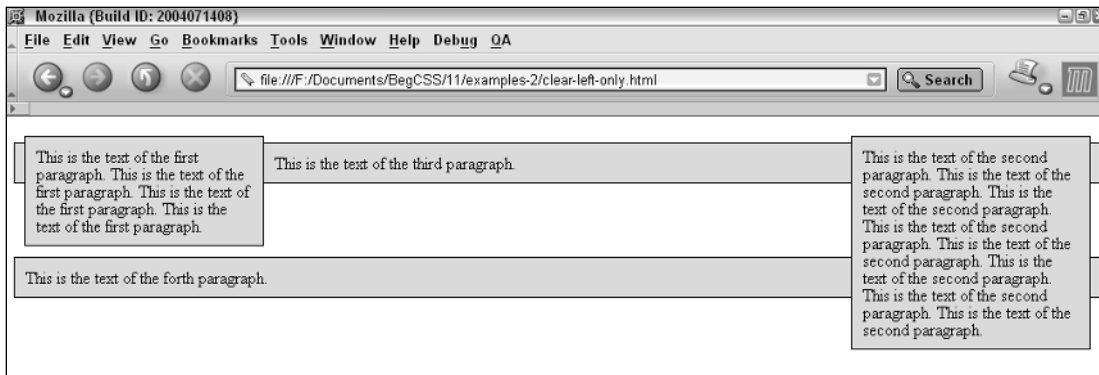 Mozilla {Build ID: 2004071408}
File Edit View Go Bookmarks Tools Window Help Debug QA
file:///F:/Documents/BegCSS/11/examples-2/clear-left-only.html
Search
This is the text of the first
paragraph. This is the text of the
first paragraph. This is the text of
the first paragraph. This is the
text of the first paragraph.
This is the text of the third paragraph.
This is the text of the second
paragraph. This is the text of the
second paragraph. This is the
text of the second paragraph.
This is the text of the second
paragraph. This is the text of the
second paragraph. This is the
text of the second paragraph.
This is the text of the second
paragraph. This is the text of the
second paragraph.
This is the text of the forth paragraph.